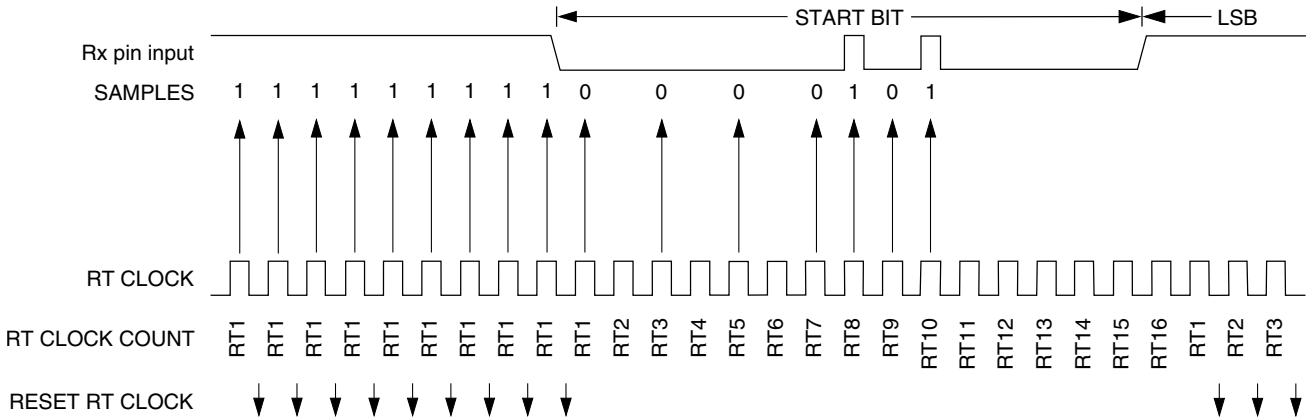 START BIT LSB
Rx pin input
SAMPLES 1 1 1 1 1 1 1 1 1 0 0 0 0 1 0 1
RT CLOCK
RT CLOCK COUNT RT1 RT1 RT1 RT1 RT1 RT1 RT1 RT1 RT1 RT1 RT2 RT3 RT4 RT5 RT6 RT7 RT8 RT9 RT10 RT11 RT12 RT13 RT14 RT15 RT16 RT1 RT2 RT3
RESET RT CLOCK